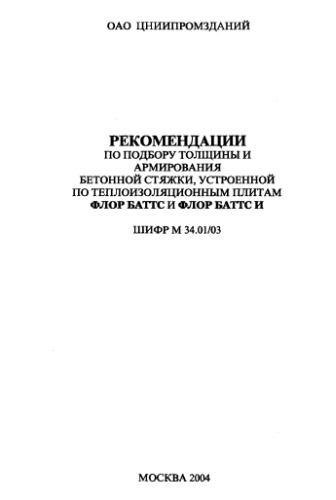 ОАО ЦНИИПРОМЗДАНИЙ
РЕКОМЕНДАЦИИ
ПО ПОДБОРУ ТОЛЩИНЫ И
АРМИРОВАНИЯ
БЕТОННОЙ СТЯЖКИ, УСТРОЕННОЙ
ПО ТЕПЛОИЗОЛЯЦИОННЫМ ПЛИТАМ
ФЛОР БАТТС И ФЛОР БАТТС И
ШИФР М 34.01/03
МОСКВА 2004